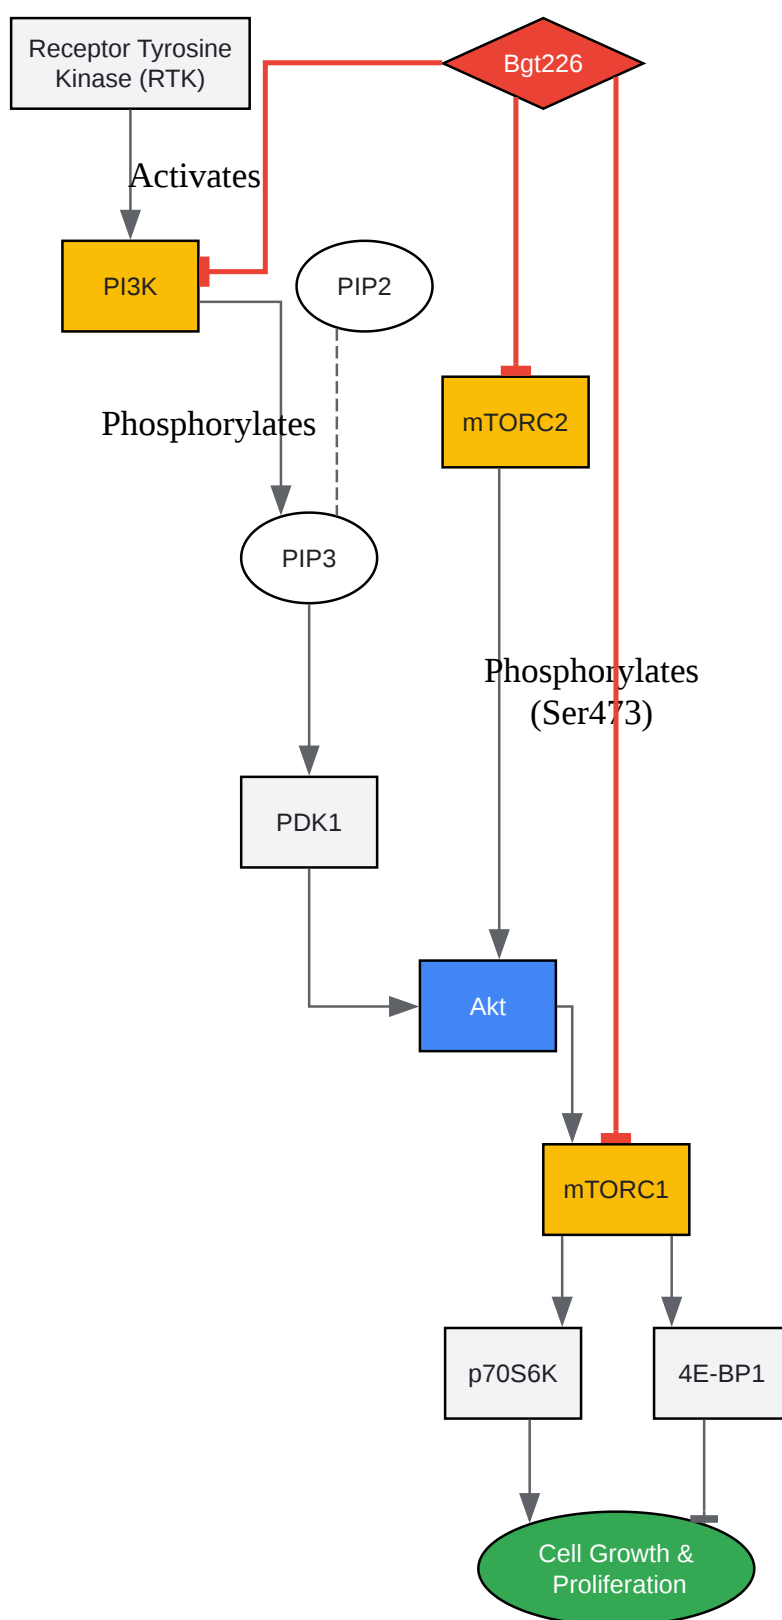 Receptor Tyrosine
Kinase (RTK)
Bgt226
Activates
PI3K
PIP2
Phosphorylates
mTORC2
PIP3
Phosphorylates
(Ser473)
PDK1
Akt
mTORC1
p70S6K
4E-BP1
Cell Growth &
Proliferation